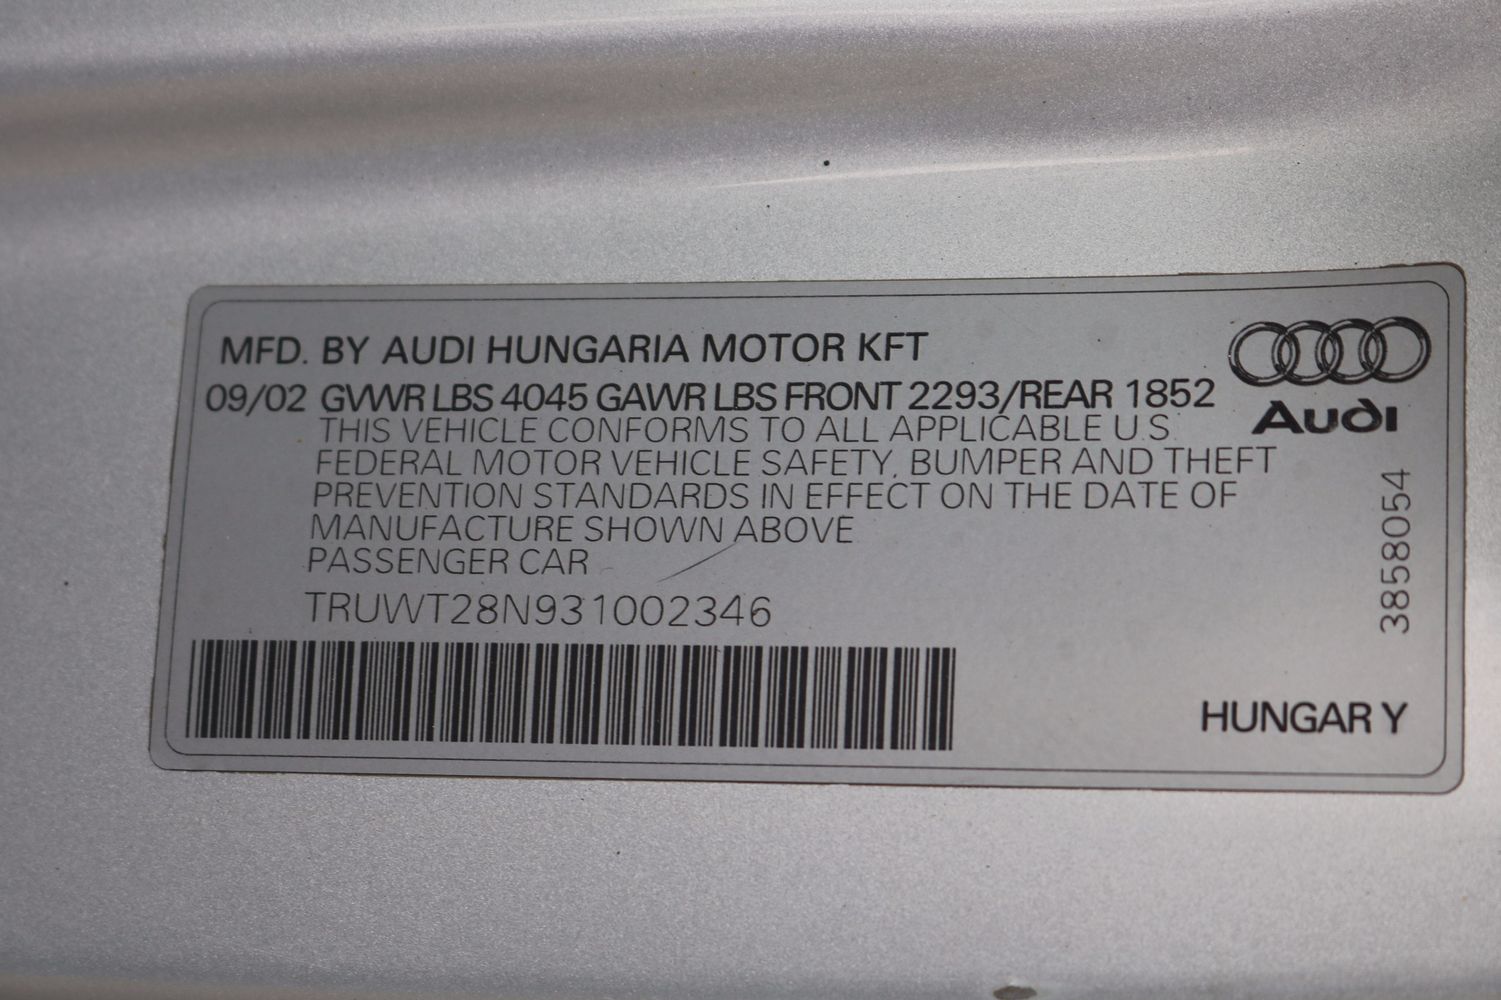 MFD. BY AUDI HUNGARIA MOTOR KFT
09/02 GVWR LBS 4045 GAWR LBS FRONT 2293/REAR 1852
THIS VEHICLE CONFORMS TO ALL APPLICABLE U.S.
FEDERAL MOTOR VEHICLE SAFETY, BUMPER AND THEFT
PREVENTION STANDARDS IN EFFECT ON THE DATE OF
MANUFACTURE SHOWN ABOVE
PASSENGER CAR
TRUWT28N931002346
Audi
3858054
HUNGARY